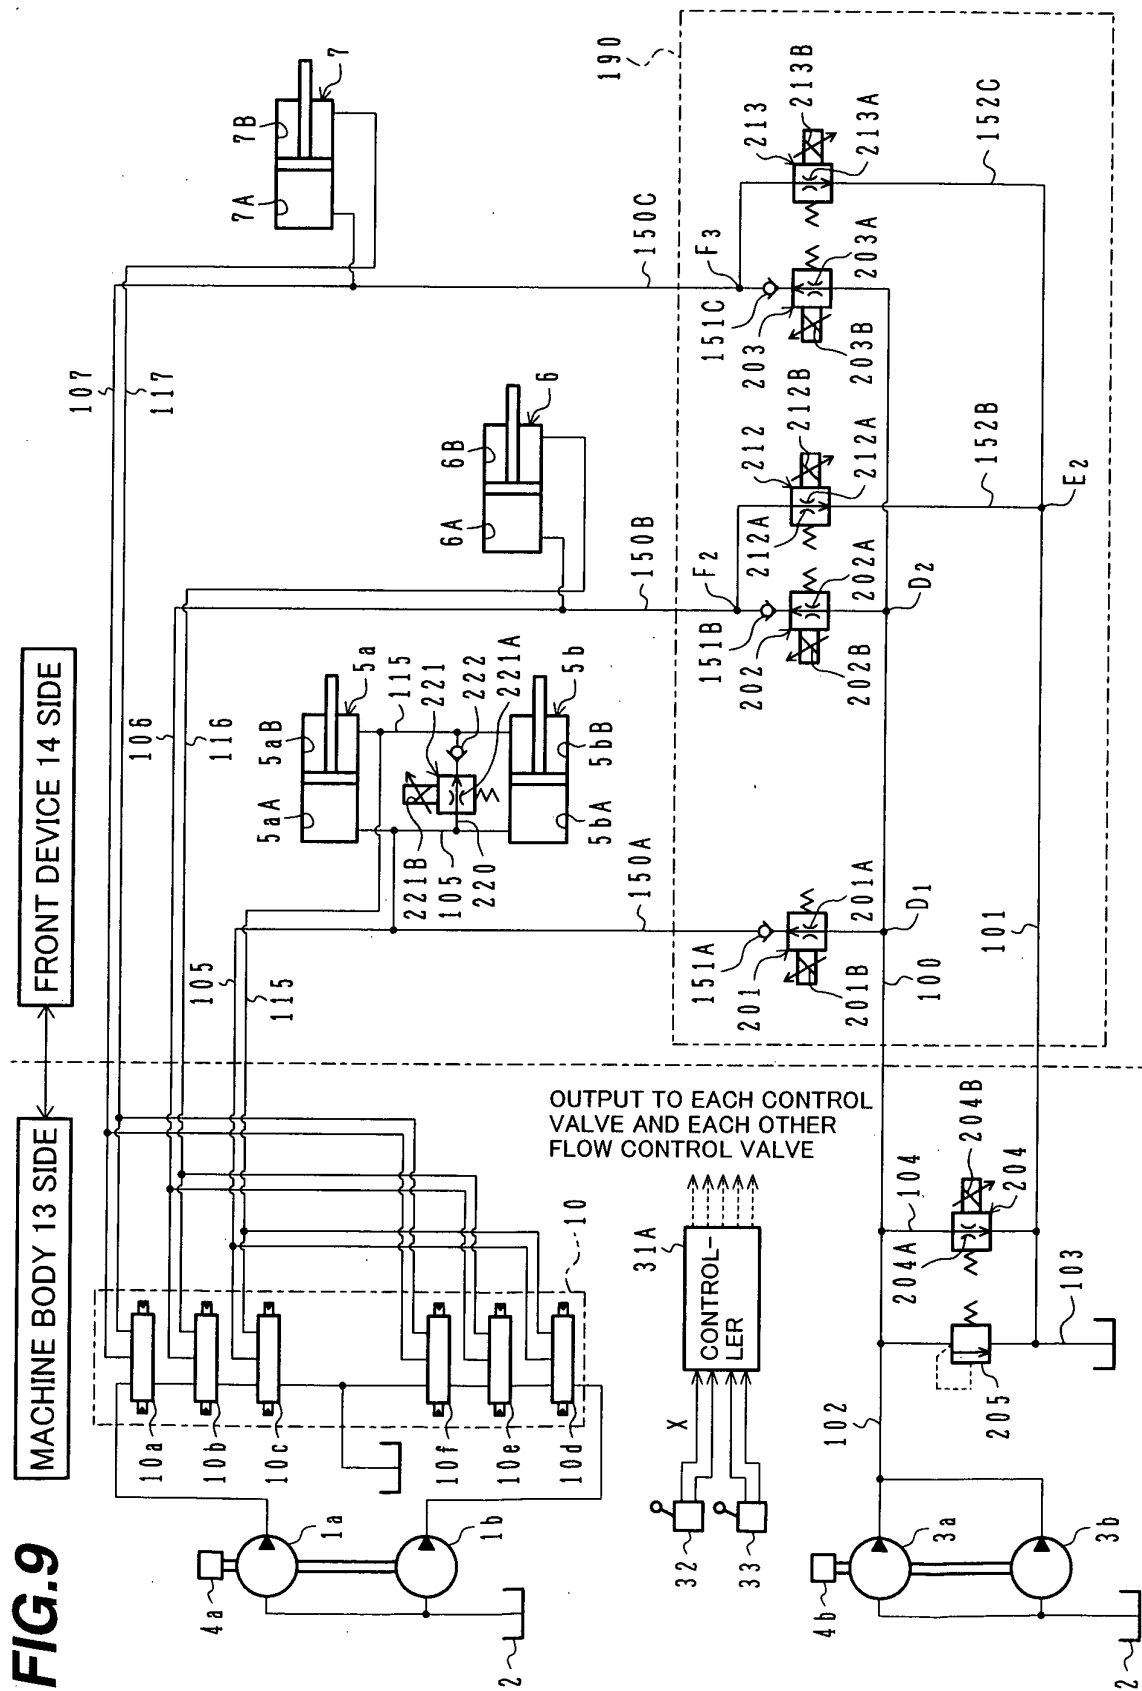 FIG.9
MACHINE BODY 13 SIDE
FRONT DEVICE 14 SIDE
107
117
106
116
105
115
7B
7A
7
6B
6A
6
5aB
5aA
5a
115
221
222
221A
5b
5bB
5bA
221B
105
220
150A
150B
150C
190
10
10a
10b
10c
10f
10e
10d
4a
1a
1b
2
OUTPUT TO EACH CONTROL
VALVE AND EACH OTHER
FLOW CONTROL VALVE
31A
CONTROL-
LER
X
32
33
F2
F3
151A
201
201B
201A
D1
151B
202
202B
202A
D2
212
212B
212A
212A
152B
E2
151C
203
203B
203A
213
213B
213A
152C
100
101
102
103
104
204B
204
204A
205
4b
3a
3b
2